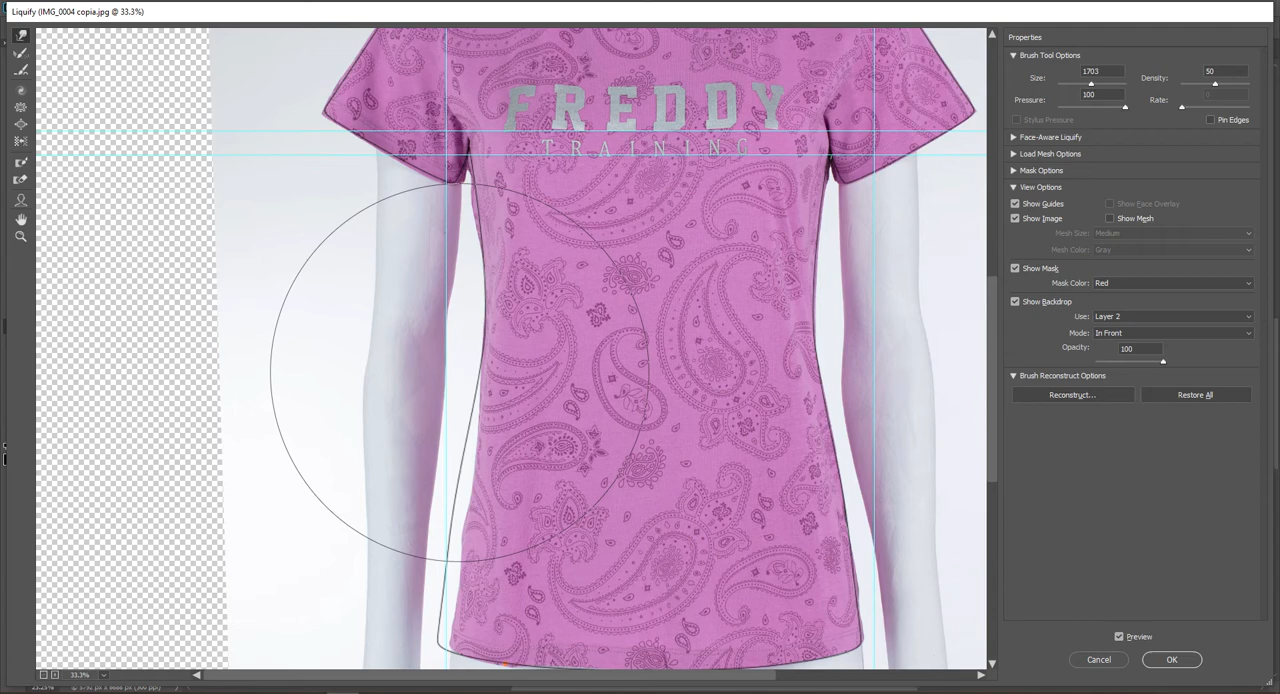 Liquify (IMG_0004 copia.jpg @ 33.3%)
Properties
Brush Tool Options
Size: 1703 Density: 50
Pressure: 100 Rate: 0
Stylus Pressure Pin Edges
Face-Aware Liquify
Load Mesh Options
Mask Options
View Options
Show Guides Show Face Overlay
Show Image Show Mesh
Mesh Size: Medium
Mesh Color: Gray
Show Mask
Mask Color: Red
Show Backdrop
Use: Layer 2
Mode: In Front
Opacity: 100
Brush Reconstruct Options
Reconstruct... Restore All
FREDDY
TRAINING
Preview
Cancel OK
33.3%